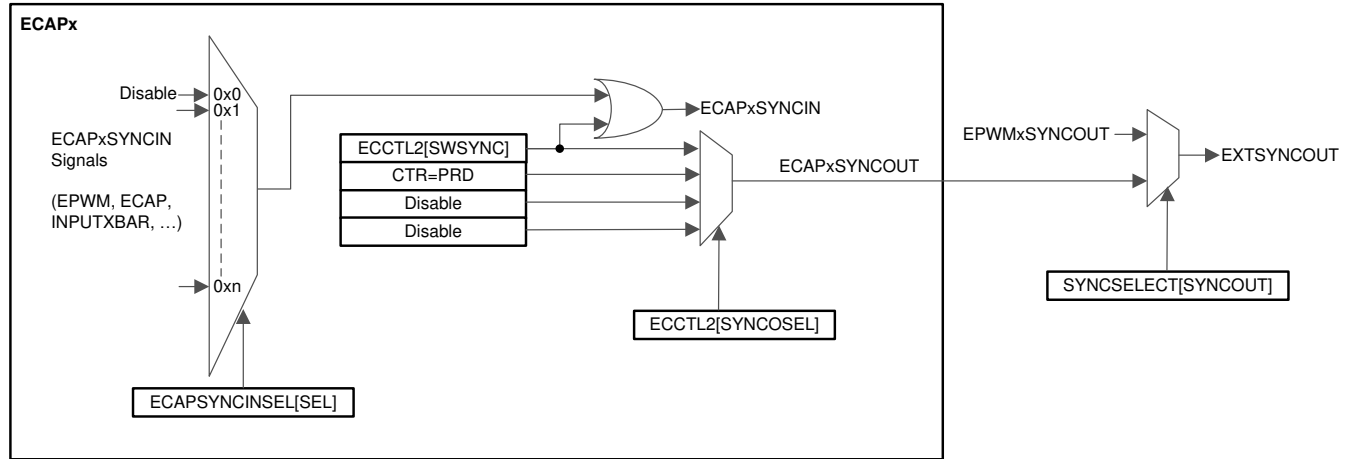 ECAPx
Disable
0x0
0x1
ECAPxSYNCIN
Signals
(EPWM, ECAP,
INPUTXBAR, …)
0xn
ECAPSYNCINSEL[SEL]
ECAPxSYNCIN
ECCTL2[SWSYNC]
CTR=PRD
Disable
Disable
ECCTL2[SYNCOSEL]
ECAPxSYNCOUT
EPWMxSYNCOUT
EXTSYNCOUT
SYNCSELECT[SYNCOUT]